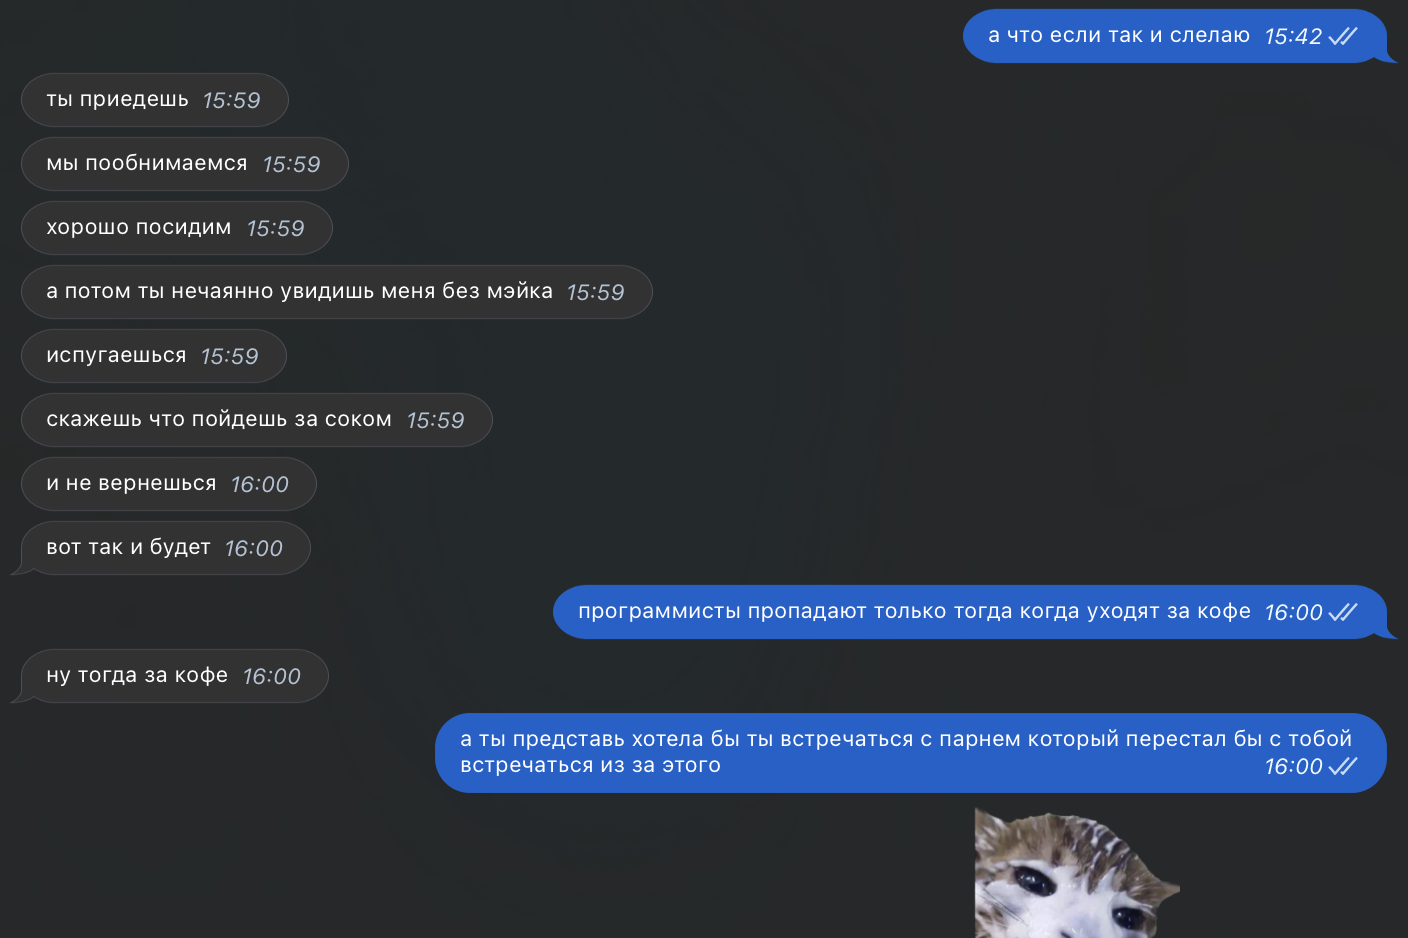 а что если так и слелаю 15:42
ты приедешь 15:59
мы пообнимаемся 15:59
хорошо посидим 15:59
а потом ты нечаянно увидишь меня без мэйка 15:59
испугаешься 15:59
скажешь что пойдешь за соком 15:59
и не вернешься 16:00
вот так и будет 16:00
программисты пропадают только тогда когда уходят за кофе 16:00
ну тогда за кофе 16:00
а ты представь хотела бы ты встречаться с парнем который перестал бы с тобой
встречаться из за этого 16:00